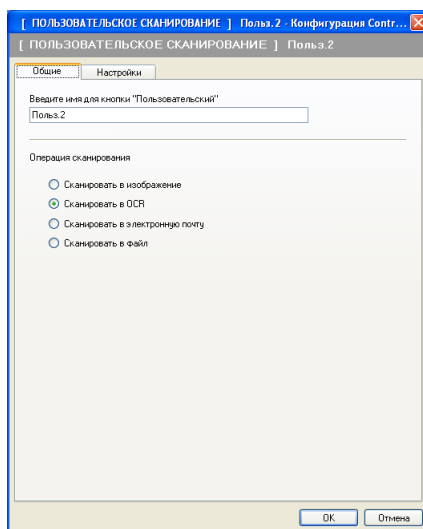 [ ПОЛЬЗОВАТЕЛЬСКОЕ СКАНИРОВАНИЕ ] Польз.2 - Конфигурация Contr...
[ ПОЛЬЗОВАТЕЛЬСКОЕ СКАНИРОВАНИЕ ] Польз.2
Общие Настройки
Введите имя для кнопки "Пользовательский"
Польз.2
Операция сканирования
Сканировать в изображение
Сканировать в OCR
Сканировать в электронную почту
Сканировать в файл
OK Отмена